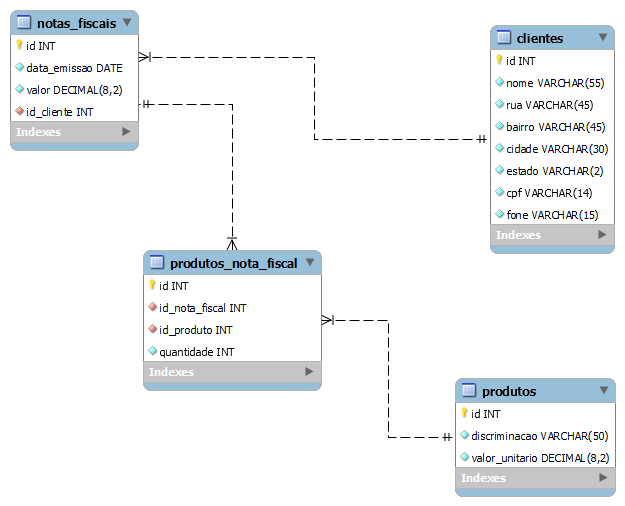 notas_fiscais
id INT
data_emissao DATE
valor DECIMAL(8,2)
id_cliente INT
Indexes
clientes
id INT
nome VARCHAR(55)
rua VARCHAR(45)
bairro VARCHAR(45)
cidade VARCHAR(30)
estado VARCHAR(2)
cpf VARCHAR(14)
fone VARCHAR(15)
Indexes
produtos_nota_fiscal
id INT
id_nota_fiscal INT
id_produto INT
quantidade INT
Indexes
produtos
id INT
discriminacao VARCHAR(50)
valor_unitario DECIMAL(8,2)
Indexes